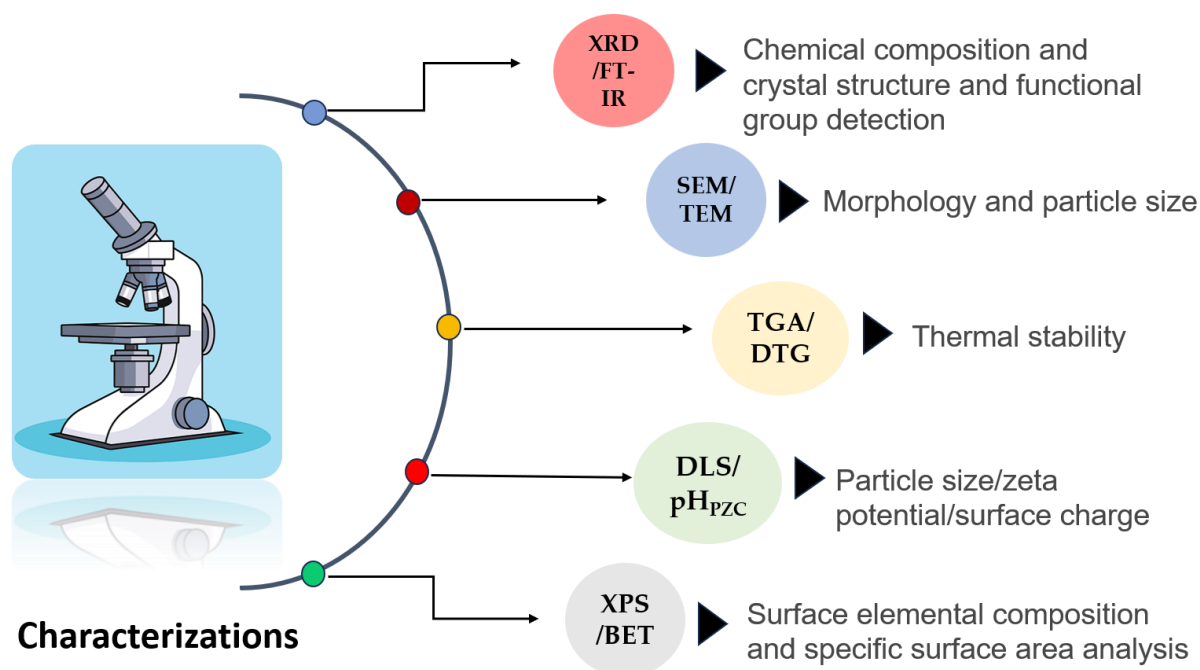 XRD
/FT-
IR
Chemical composition and
crystal structure and functional
group detection
SEM/
TEM
Morphology and particle size
TGA/
DTG
Thermal stability
DLS/
pHPZC
Particle size/zeta
potential/surface charge
XPS
/BET
Surface elemental composition
and specific surface area analysis
Characterizations